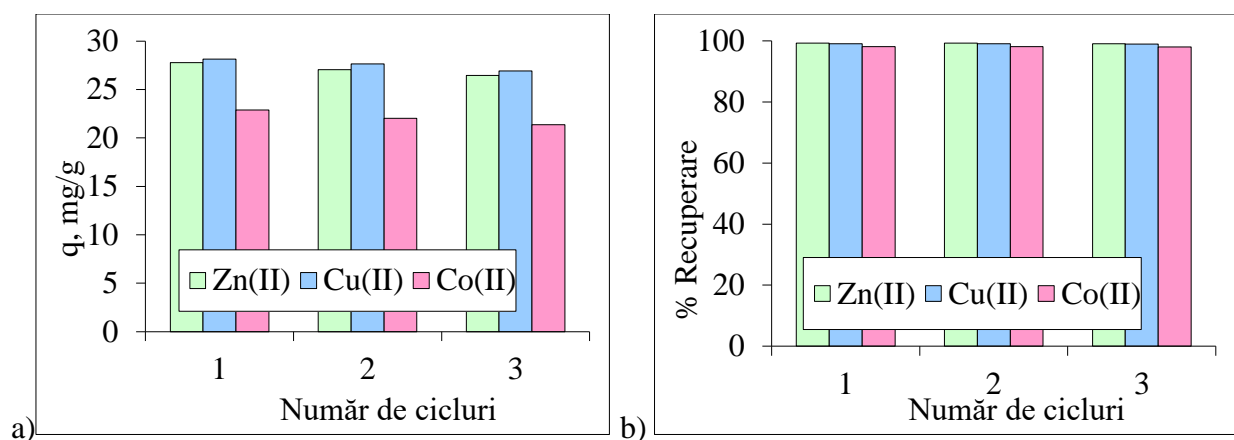 30
25
20
15
10
5
0
q, mg/g
Zn(II) Cu(II) Co(II)
1 2 3
Număr de cicluri
a)
100
80
60
40
20
0
% Recuperare
Zn(II) Cu(II) Co(II)
1 2 3
Număr de cicluri
b)